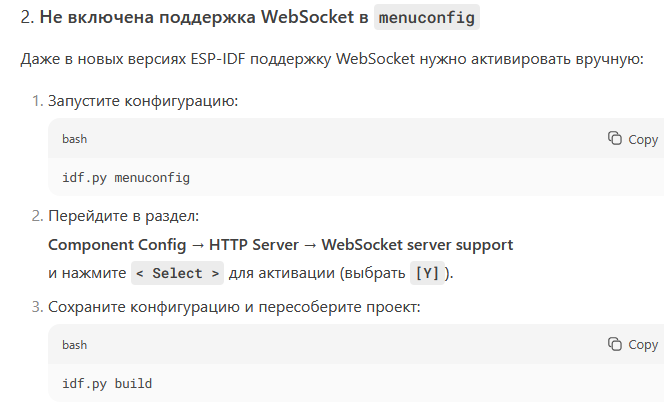 2. Не включена поддержка WebSocket в menuconfig
Даже в новых версиях ESP-IDF поддержку WebSocket нужно активировать вручную:
1. Запустите конфигурацию:
bash
Copy
idf.py menuconfig
2. Перейдите в раздел:
Component Config → HTTP Server → WebSocket server support
и нажмите < Select > для активации (выбрать [Y]).
3. Сохраните конфигурацию и пересоберите проект:
bash
Copy
idf.py build